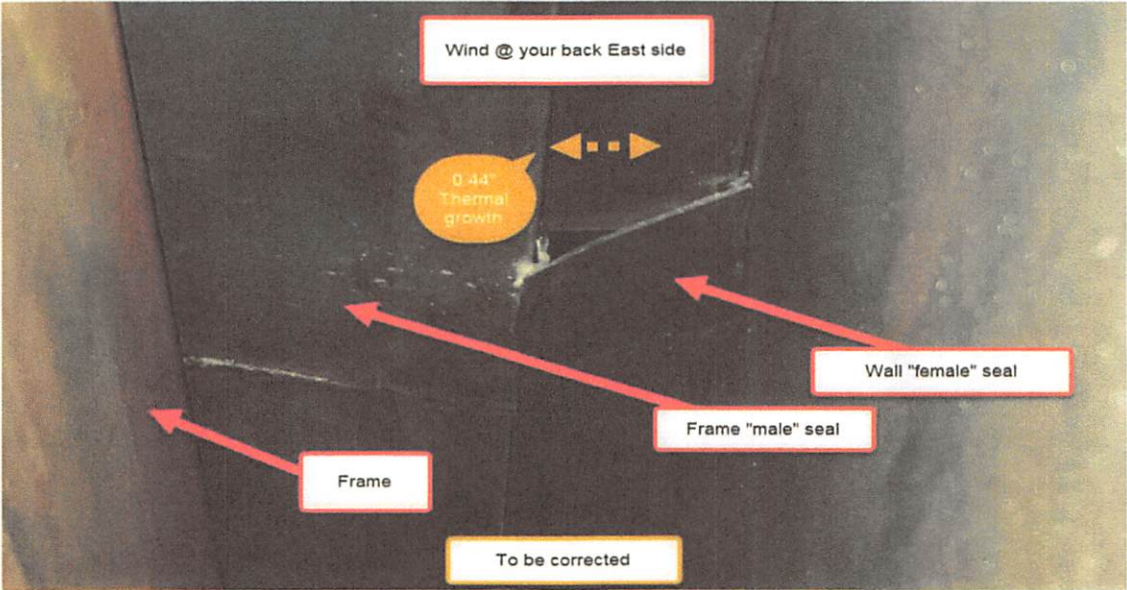 Wind @ your back East side
0.44"
Thermal
growth
Wall "female" seal
Frame "male" seal
Frame
To be corrected